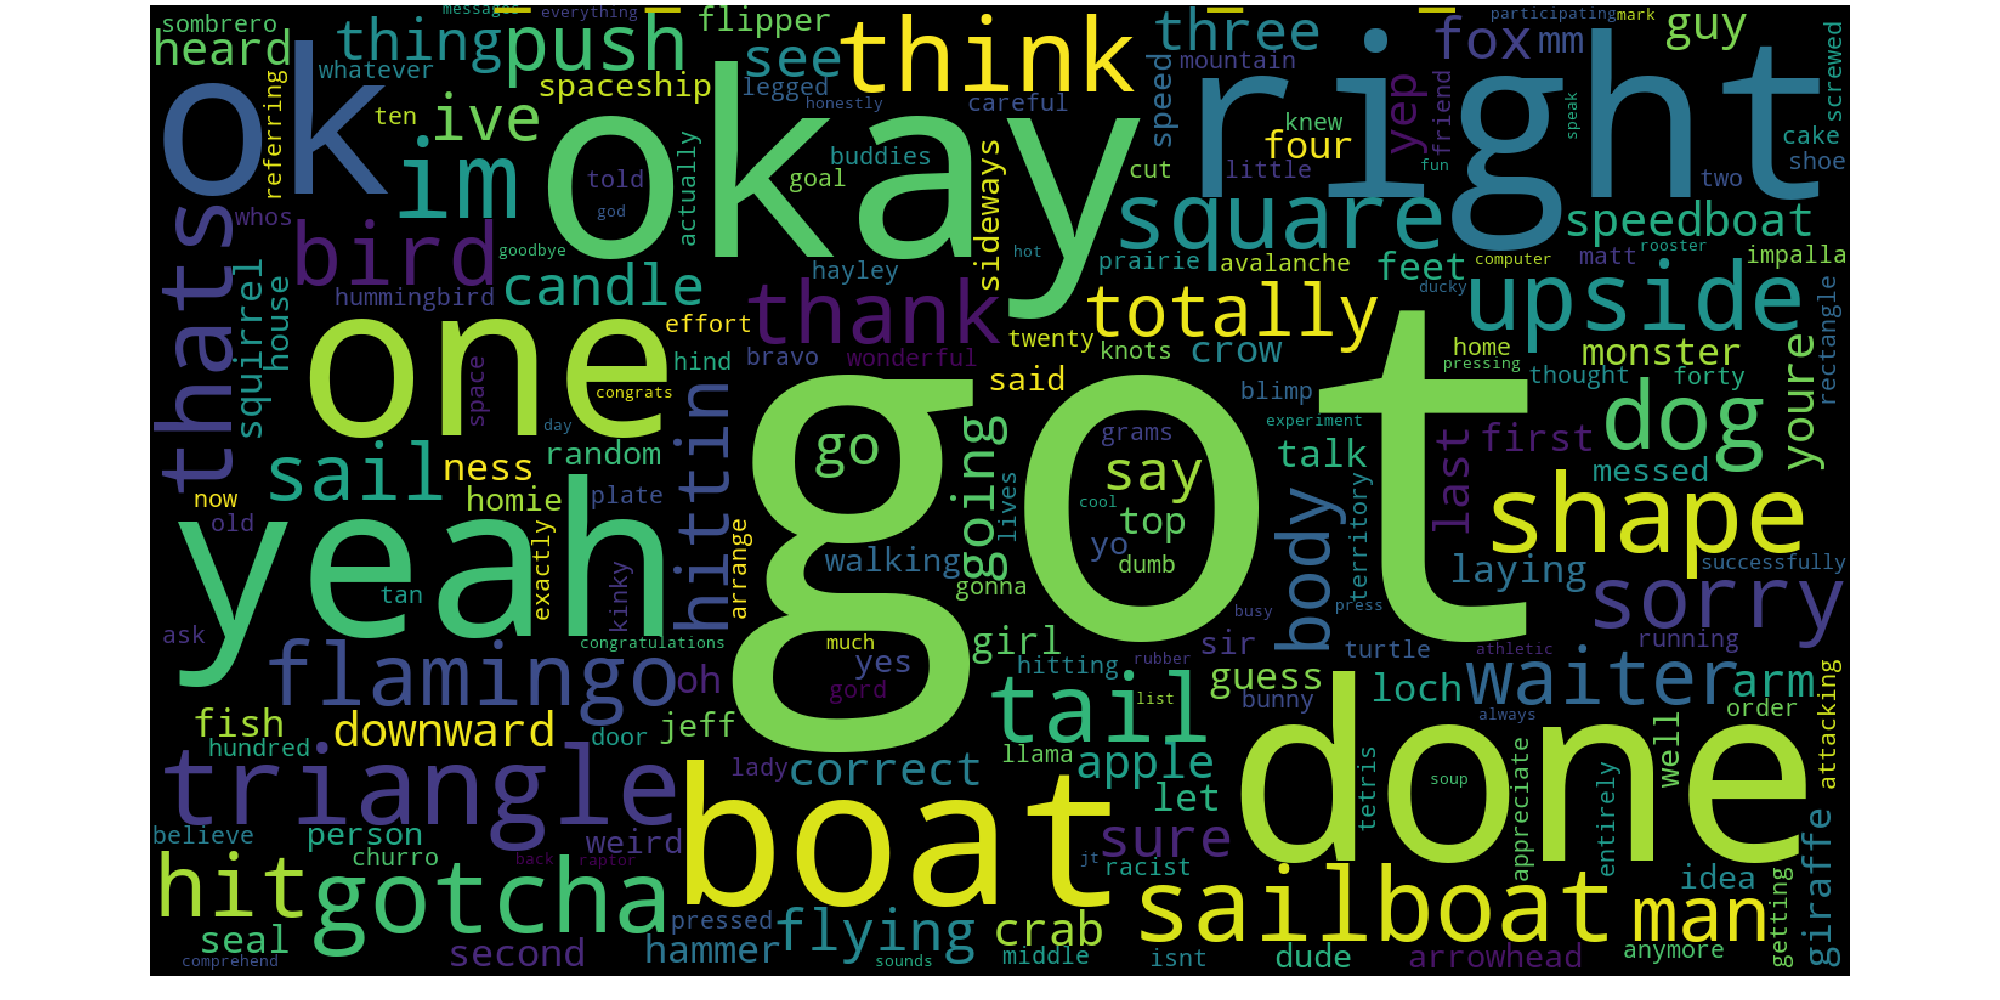 messages
everything
participating
mark
sombrero
flipper
guy
heard
thing
push
see
think
three
fox
mm
whatever
spaceship
legged
mountain
screwed
ok
okay
right
honestly
careful
speed
yep
friend
speak
referring
ten
ive
knew
cake
im
buddies
four
shoe
actually
told
goal
sideways
cut
little
fun
two
god
thats
whos
bird
goodbye
hot
square
speedboat
rooster
squirrel
house
candle
hayley
prairie
avalanche
feet
computer
matt
impalla
hummingbird
thank
totally
ducky
upside
rectangle
one
effort
twenty
hind
bravo
wonderful
knots
crow
home
pressing
monster
youre
space
congrats
said
blimp
thought
forty
got
hittin
day
go
going
grams
experiment
last
first
dog
sail
ness
random
say
talk
messed
now
homie
plate
lives
cool
top
body
shape
old
yeah
exactly
arrange
walking
yo
dumb
territory
laying
successfully
tan
kinky
gonna
busy
press
sorry
ask
congratulations
much
girl
sir
running
flamingo
oh
yes
hitting
rubber
turtle
athletic
gord
tail
list
guess
bunny
loch
waiter
arm
fish
downward
jeff
always
order
attacking
hundred
door
done
well
triangle
lady
correct
llama
apple
tetris
soup
appreciate
entirely
boat
let
believe
person
weird
sure
churro
back
raptor
jt
racist
giraffe
hit
gotcha
sailboat
idea
pressed
flying
crab
man
getting
seal
second
hammer
middle
isnt
dude
arrowhead
anymore
comprehend
sounds